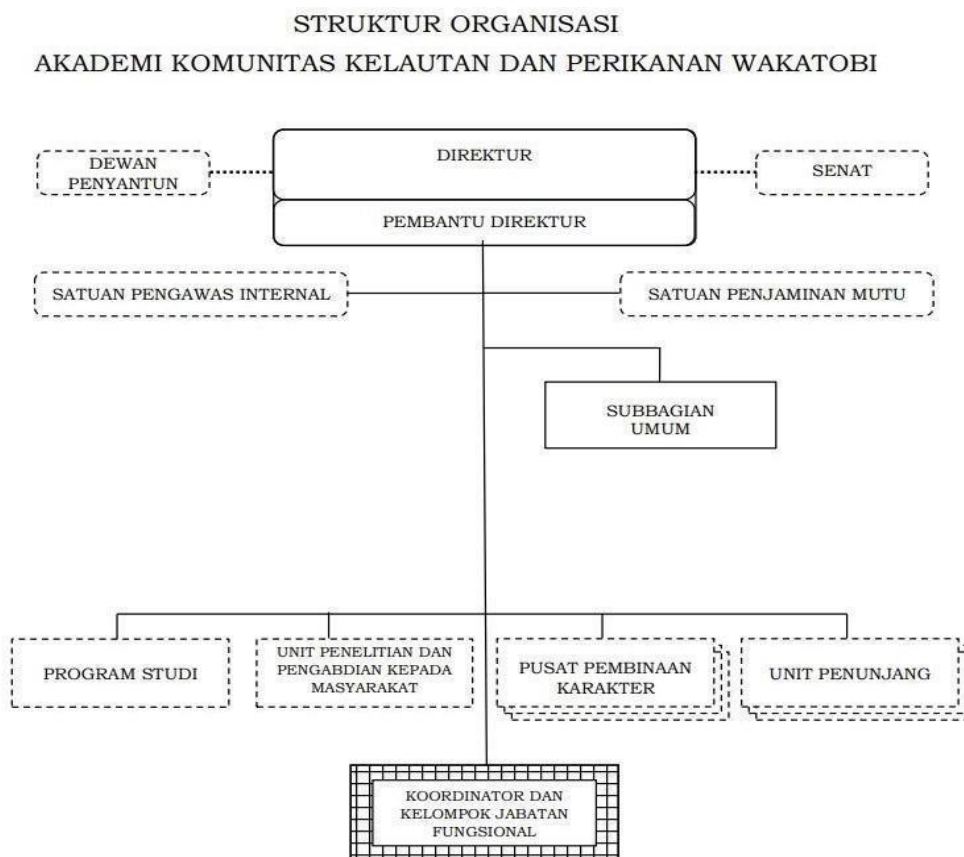 STRUKTUR ORGANISASI
AKADEMI KOMUNITAS KELAUTAN DAN PERIKANAN WAKATOBI
DEWAN
PENYANTUN
DIREKTUR
SENAT
PEMBANTU DIREKTUR
SATUAN PENGAWAS INTERNAL
SATUAN PENJAMINAN MUTU
SUBBAGIAN
UMUM
PROGRAM STUDI
UNIT PENELITIAN DAN
PENGABDIAN KEPADA
MASYARAKAT
PUSAT PEMBINAAN
KARAKTER
UNIT PENUNJANG
KOORDINATOR DAN
KELOMPOK JABATAN
FUNGSIONAL